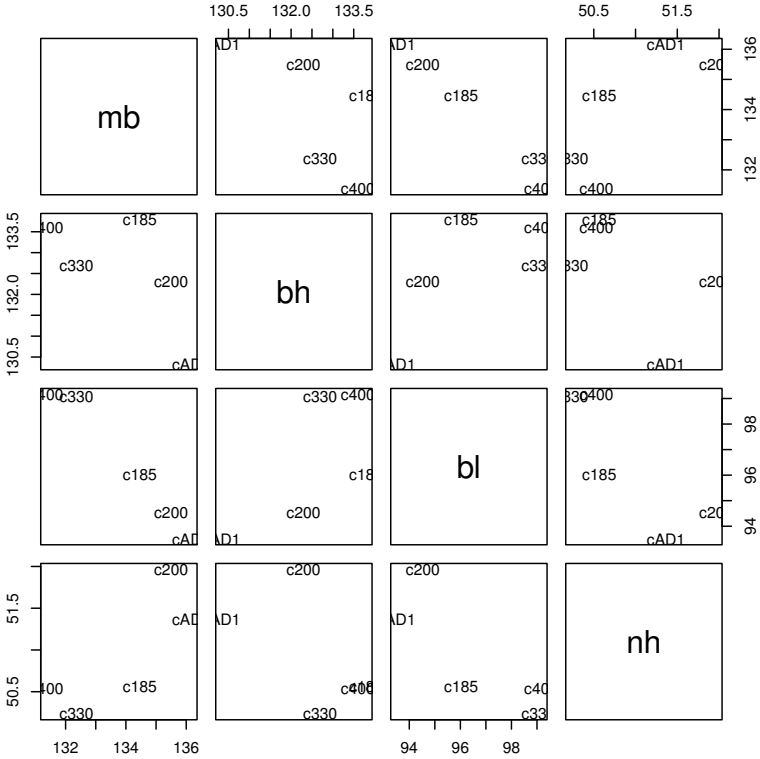 130.5 132.0 133.5 50.5 51.5
mb
AD1 c200 c18 c330 c400
AD1 c200 c185 c33 c40
cAD1 c20 c185 330 c400
136 134 132
133.5 132.0 130.5
400 c185 c330 c200 cAD
bh
c185 c40 c33 c200 AD1
c185 c400 330 c20 cAD1
400 c330 c185 c200 cAD
c330 c400 c18 c200 AD1
bl
330 c400 c185 c20 cAD1
98 96 94
51.5 50.5
c200 cAD 400 c185 c330
c200 AD1 c400 c18 c330
c200 AD1 c185 c40 c33
nh
132 134 136 94 96 98